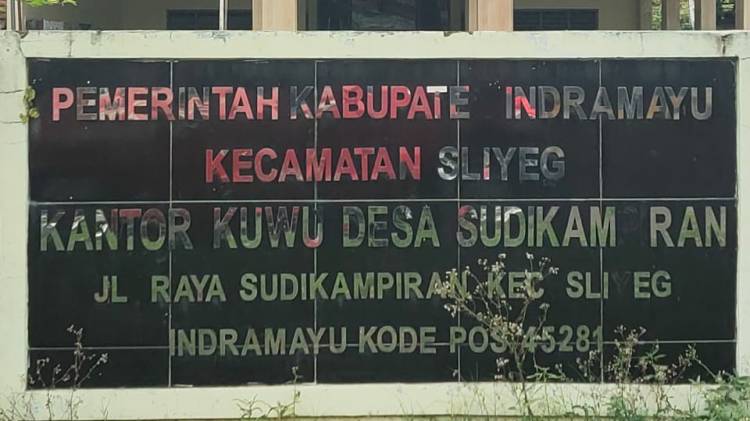 PEMERINTAH KABUPATE INDRAMAYU
KECAMATAN SLIYEG
KANTOR KUWU DESA SUDIKAMPIRAN
JL RAYA SUDIKAMPIRAN KEC SLIYEG
INDRAMAYU KODE POS 45281